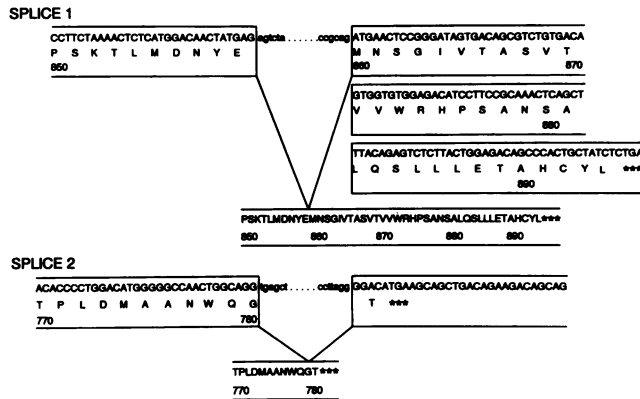 SPLICE 1
CCTTCTAAAACTCTCATGGACAACTATGAG agtcta . . . . . . ccgcag ATGAACTCCGGGATAGTGACAGCGTCTGTGACA
P S K T L M D N Y E M N S G I V T A S V T
850 860 870
GTGGTGTGGAGACATCCTTCCGCAAACTCAGCT
V V W R H P S A N S A
880
TTACAGAGTCTCTTACTGGAGACAGCCCACTGCTATCTCTGA
L Q S L L L E T A H C Y L ***
890
PSKTLMDNYEMNSGIVTASVTVVWRHPSANSALQSLLLETAHCYL***
850 860 870 880 890
SPLICE 2
ACACCCCTGGACATGGGGGCCAACTGGCAGG tgagct . . . . . ccttagg GGACATGAAGCAGCTGACAGAAGACAGCAG
T P L D M A A N W Q G T ***
770 780
TPLDMAANWQGT***
770 780